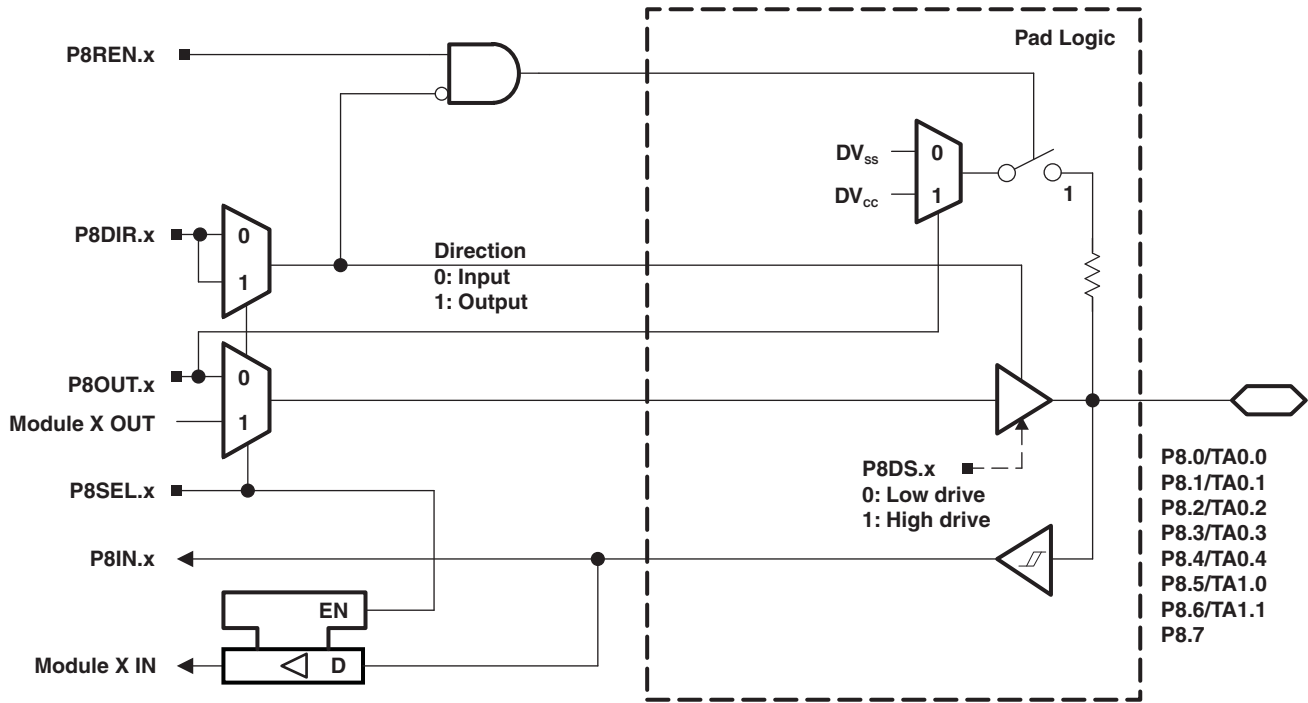 P8REN.x
Pad Logic
DVss
0
DVcc
1
1
P8DIR.x
0
1
Direction
0: Input
1: Output
P8OUT.x
0
Module X OUT
1
P8DS.x
0: Low drive
1: High drive
P8SEL.x
P8IN.x
EN
Module X IN
D
P8.0/TA0.0
P8.1/TA0.1
P8.2/TA0.2
P8.3/TA0.3
P8.4/TA0.4
P8.5/TA1.0
P8.6/TA1.1
P8.7